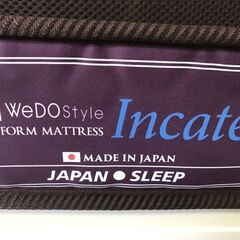 WeDOStyle
FORM MATTRESS Incate
MADE IN JAPAN
JAPAN●SLEEP